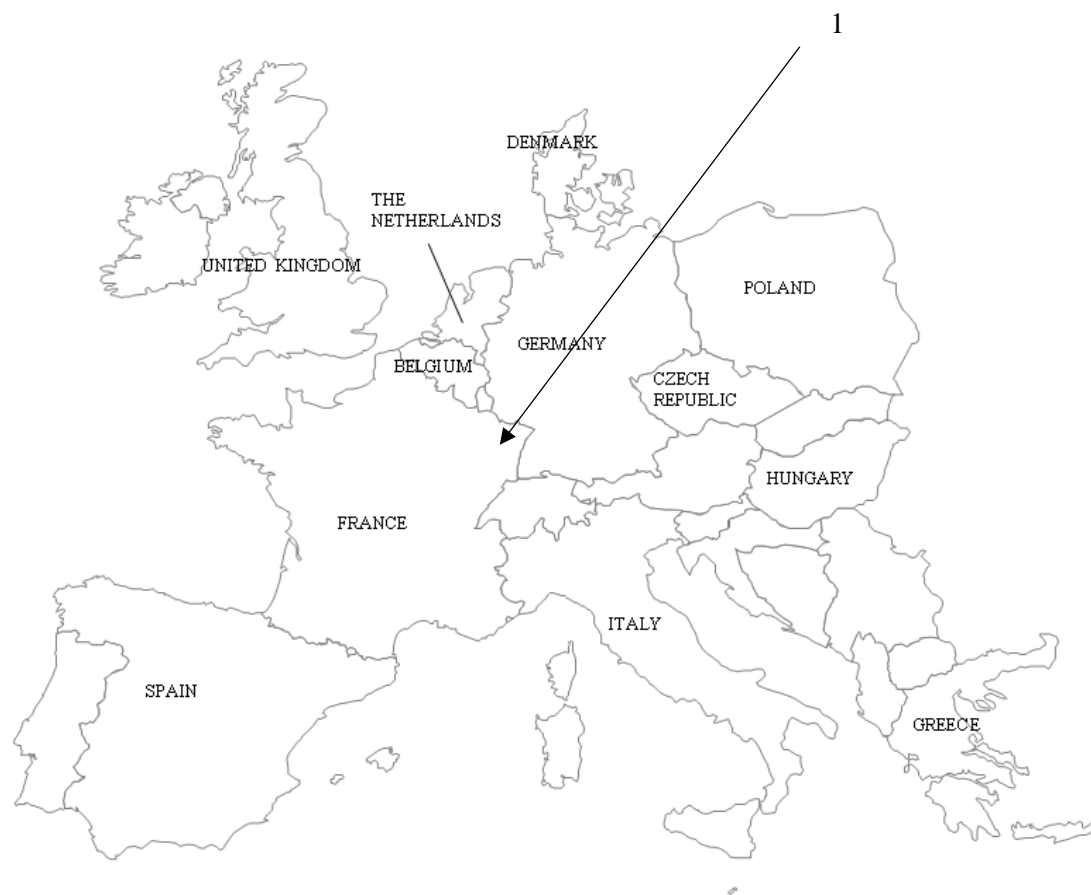 1
DENMARK
THE
NETHERLANDS
UNITED KINGDOM
POLAND
GERMANY
BELGIUM
CZECH
REPUBLIC
HUNGARY
FRANCE
ITALY
SPAIN
GREECE